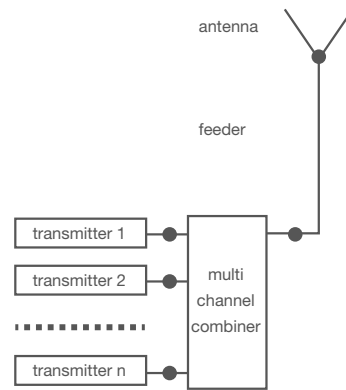 antenna
feeder
transmitter 1
transmitter 2
transmitter n
multi
channel
combiner